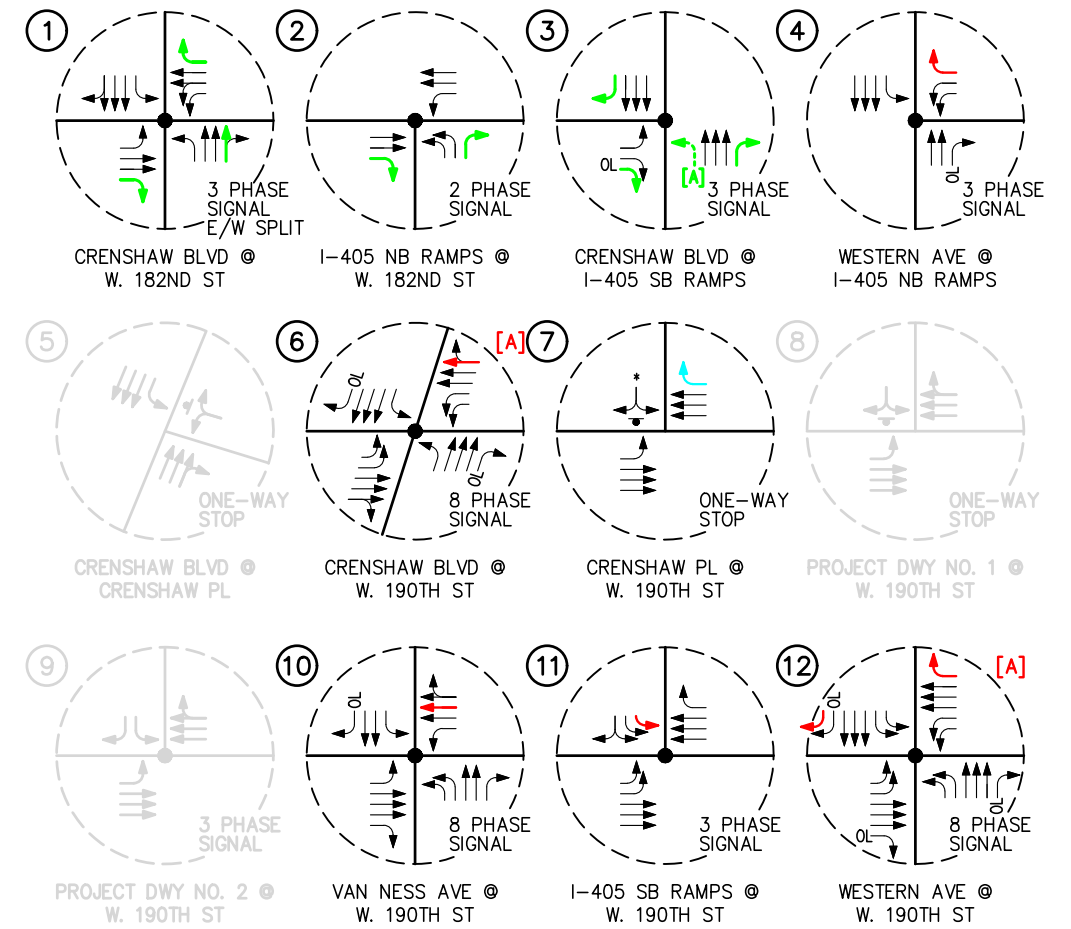 1
3 PHASE
SIGNAL
E/W SPLIT
CRENSHAW BLVD @
W. 182ND ST
2
2 PHASE
SIGNAL
I-405 NB RAMPS @
W. 182ND ST
3
OL
[A]
3 PHASE
SIGNAL
CRENSHAW BLVD @
I-405 SB RAMPS
4
OL
3 PHASE
SIGNAL
WESTERN AVE @
I-405 NB RAMPS
5
ONE-WAY
STOP
CRENSHAW BLVD @
CRENSHAW PL
6
[A]
OL
OL
8 PHASE
SIGNAL
CRENSHAW BLVD @
W. 190TH ST
7
*
ONE-WAY
STOP
CRENSHAW PL @
W. 190TH ST
8
ONE-WAY
STOP
PROJECT DWY NO. 1 @
W. 190TH ST
9
3 PHASE
SIGNAL
PROJECT DWY NO. 2 @
W. 190TH ST
10
OL
8 PHASE
SIGNAL
VAN NESS AVE @
W. 190TH ST
11
3 PHASE
SIGNAL
I-405 SB RAMPS @
W. 190TH ST
12
[A]
OL
OL
OL
8 PHASE
SIGNAL
WESTERN AVE @
W. 190TH ST